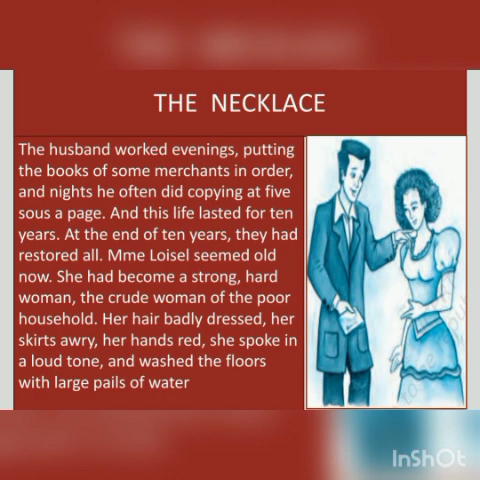 THE NECKLACE
The husband worked evenings, putting
the books of some merchants in order,
and nights he often did copying at five
sous a page. And this life lasted for ten
years. At the end of ten years, they had
restored all. Mme Loisel seemed old
now. She had become a strong, hard
woman, the crude woman of the poor
household. Her hair badly dressed, her
skirts awry, her hands red, she spoke in
a loud tone, and washed the floors
with large pails of water
InShOt